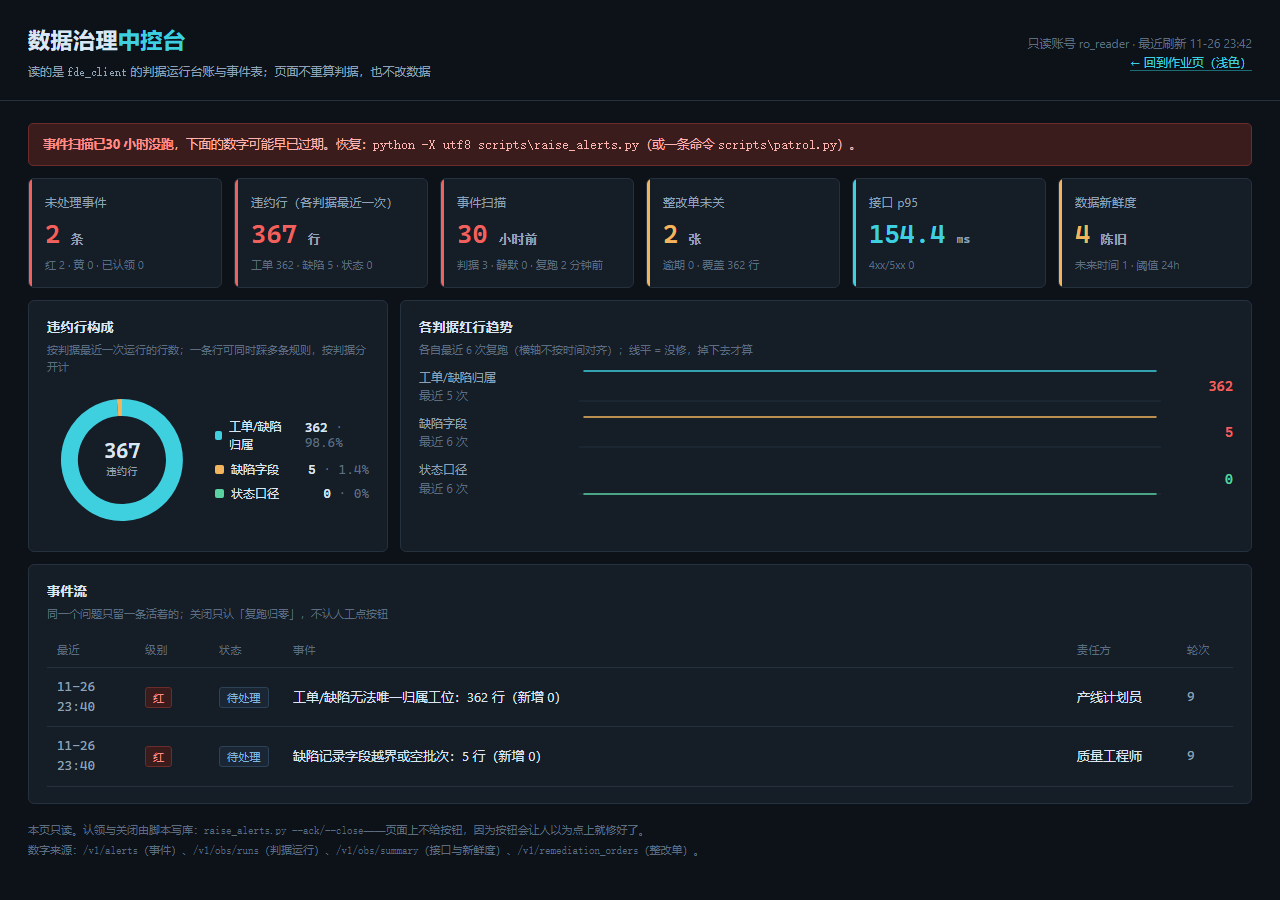 数据治理中控台
只读账号 ro_reader · 最近刷新 11-26 23:42
读的是 fde_client 的判据运行台账与事件表；页面不重算判据，也不改数据
← 回到作业页（浅色）
事件扫描已30 小时没跑，下面的数字可能早已过期。恢复：python -X utf8 scripts\raise_alerts.py（或一条命令 scripts\patrol.py）。
未处理事件
2 条
红 2 · 黄 0 · 已认领 0
违约行（各判据最近一次）
367 行
工单 362 · 缺陷 5 · 状态 0
事件扫描
30 小时前
判据 3 · 静默 0 · 复跑 2 分钟前
整改单未关
2 张
逾期 0 · 覆盖 362 行
接口 p95
154.4 ms
4xx/5xx 0
数据新鲜度
4 陈旧
未来时间 1 · 阈值 24h
违约行构成
按判据最近一次运行的行数；一条行可同时踩多条规则，按判据分
开计
367
违约行
工单/缺陷
归属
362 ·
98.6%
缺陷字段 5 · 1.4%
状态口径 0 · 0%
各判据红行趋势
各自最近 6 次复跑（横轴不按时间对齐）；线平 = 没修，掉下去才算
工单/缺陷归属
最近 5 次
362
缺陷字段
最近 6 次
5
状态口径
最近 6 次
0
事件流
同一个问题只留一条活着的；关闭只认「复跑归零」，不认人工点按钮
最近 级别 状态 事件 责任方 轮次
11-26
23:40
红 待处理 工单/缺陷无法唯一归属工位：362 行（新增 0） 产线计划员 9
11-26
23:40
红 待处理 缺陷记录字段越界或空批次：5 行（新增 0） 质量工程师 9
本页只读。认领与关闭由脚本写库：raise_alerts.py --ack/--close——页面上不给按钮，因为按钮会让人以为点上就修好了。
数字来源：/v1/alerts（事件）、/v1/obs/runs（判据运行）、/v1/obs/summary（接口与新鲜度）、/v1/remediation_orders（整改单）。